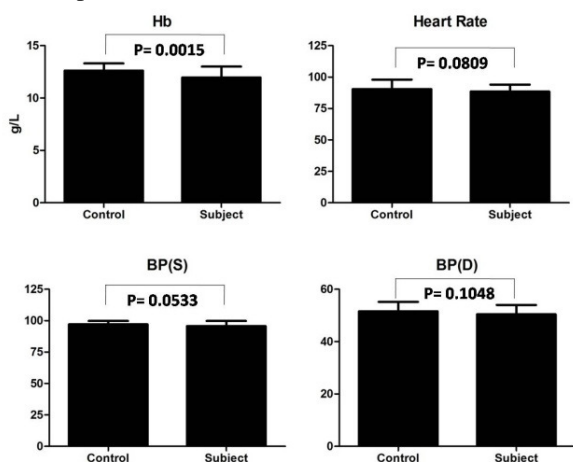 Hb
P= 0.0015
15
10
5
0
g/L
Control Subject
Heart Rate
P= 0.0809
125
100
75
50
25
0
Control Subject
BP(S)
P= 0.0533
125
100
75
50
25
0
Control Subject
BP(D)
P= 0.1048
60
40
20
0
Control Subject